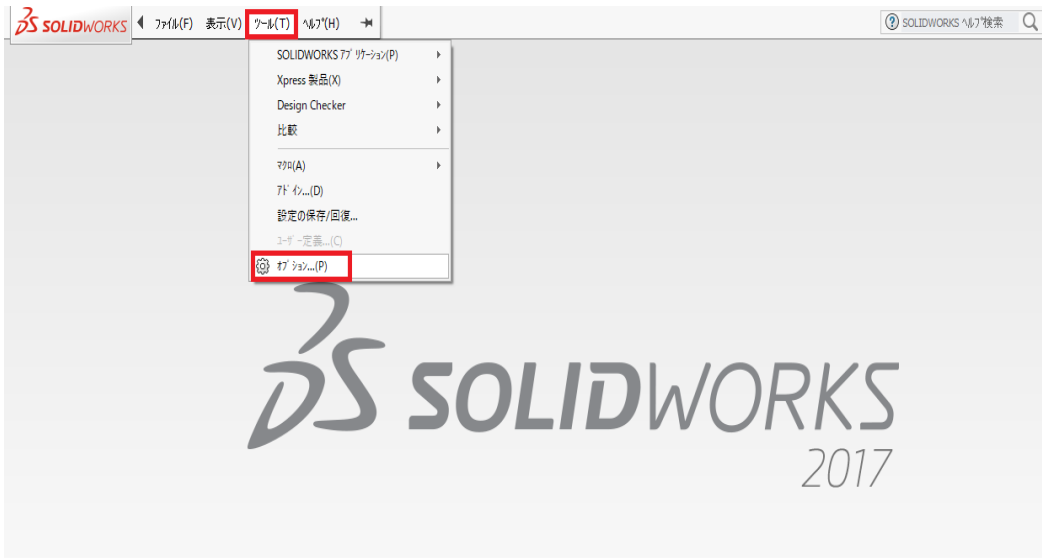 SOLIDWORKS ファイル(F) 表示(V) ツール(T) ヘルプ(H) SOLIDWORKS ヘルプ検索
SOLIDWORKS アプリケーション(P)
Xpress 製品(X)
Design Checker
比較
マクロ(A)
アドイン...(D)
設定の保存/回復...
ユーザー定義...(C)
オプション...(P)
SOLIDWORKS
2017